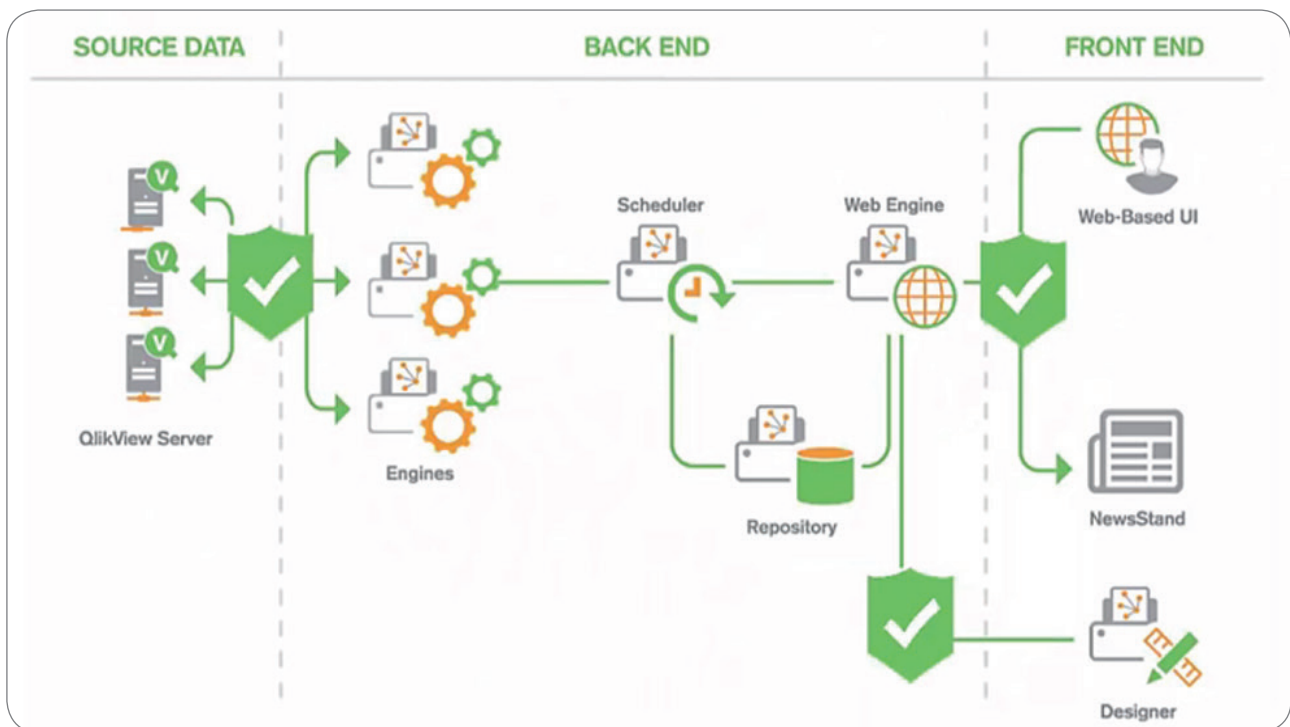 SOURCE DATA
BACK END
FRONT END
V
V
V
QlikView Server
Engines
Scheduler
Web Engine
Repository
Web-Based UI
NewsStand
Designer